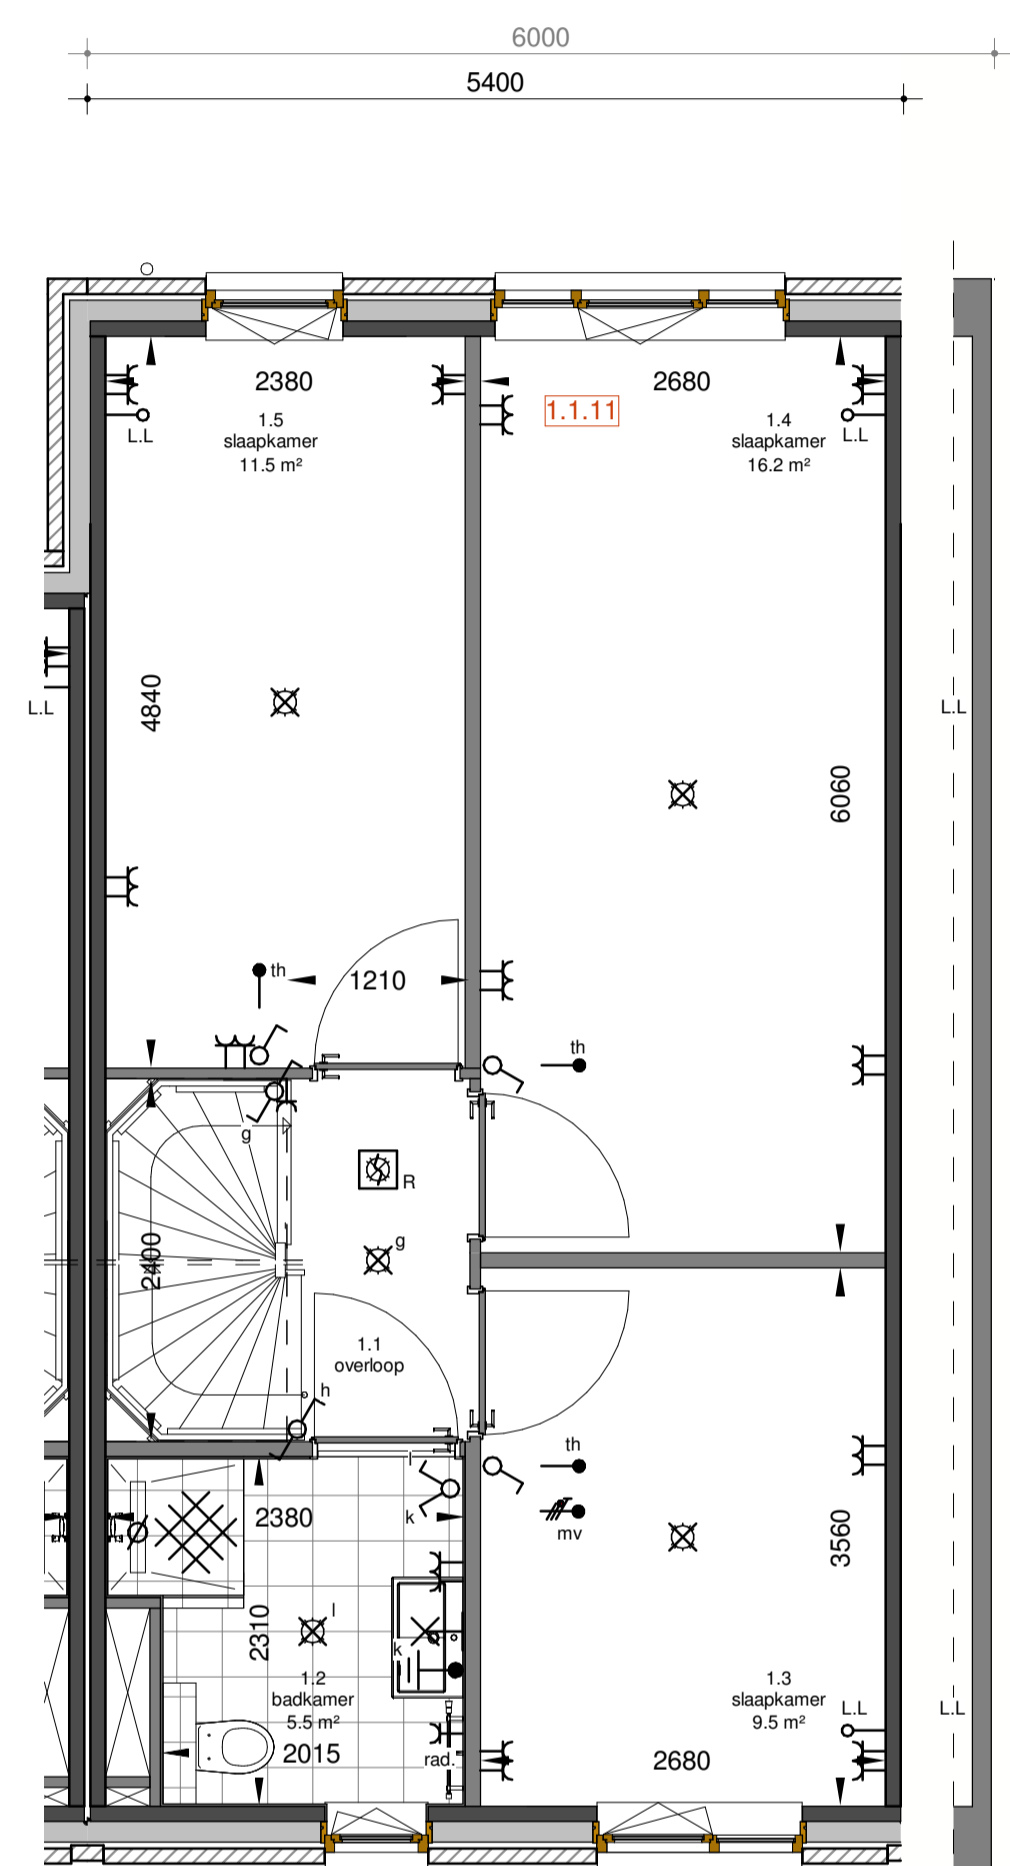 6000
5400
2380
2680
1.1.11
1.5
slaapkamer
11.5 m²
1.4
slaapkamer
16.2 m²
L.L
L.L
L.L
L.L
4840
6060
th
1210
th
g
R
g
2400
1.1
overloop
h
l
th
k
2380
mv
3560
l
2310
k
1.2
badkamer
5.5 m²
1.3
slaapkamer
9.5 m²
L.L
L.L
2015
rad.
2680